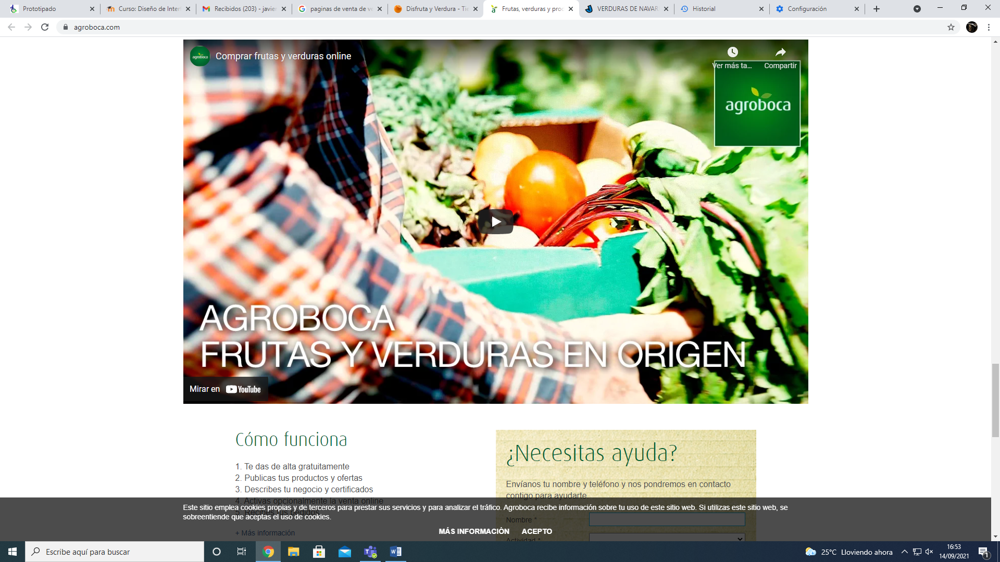 Prototipado
Curso: Diseño de Inter
Recibidos (203) - javier
paginas de venta de ve
Disfruta y Verdura - Tie
Frutas, verduras y proc
VERDURAS DE NAVAR
Historial
Configuración
agroboca.com
agroboca
Comprar frutas y verduras online
Ver más ta...
Compartir
agroboca
AGROBOCA
FRUTAS Y VERDURAS EN ORIGEN
Mirar en YouTube
Cómo funciona
1. Te das de alta gratuitamente
2. Publicas tus productos y ofertas
3. Describes tu negocio y certificados
4. Activas opcionalmente la venta online
5. Recibes tus pedidos
+ Más información
¿Necesitas ayuda?
Envíanos tu nombre y teléfono y nos pondremos en contacto
contigo para ayudarte
Nombre *
Actividad *
Este sitio emplea cookies propias y de terceros para prestar sus servicios y para analizar el tráfico. Agroboca recibe información sobre tu uso de este sitio web. Si utilizas este sitio web, se
sobreentiende que aceptas el uso de cookies.
MÁS INFORMACIÓN
ACEPTO
Escribe aquí para buscar
25°C Lloviendo ahora
16:53
14/09/2021
1